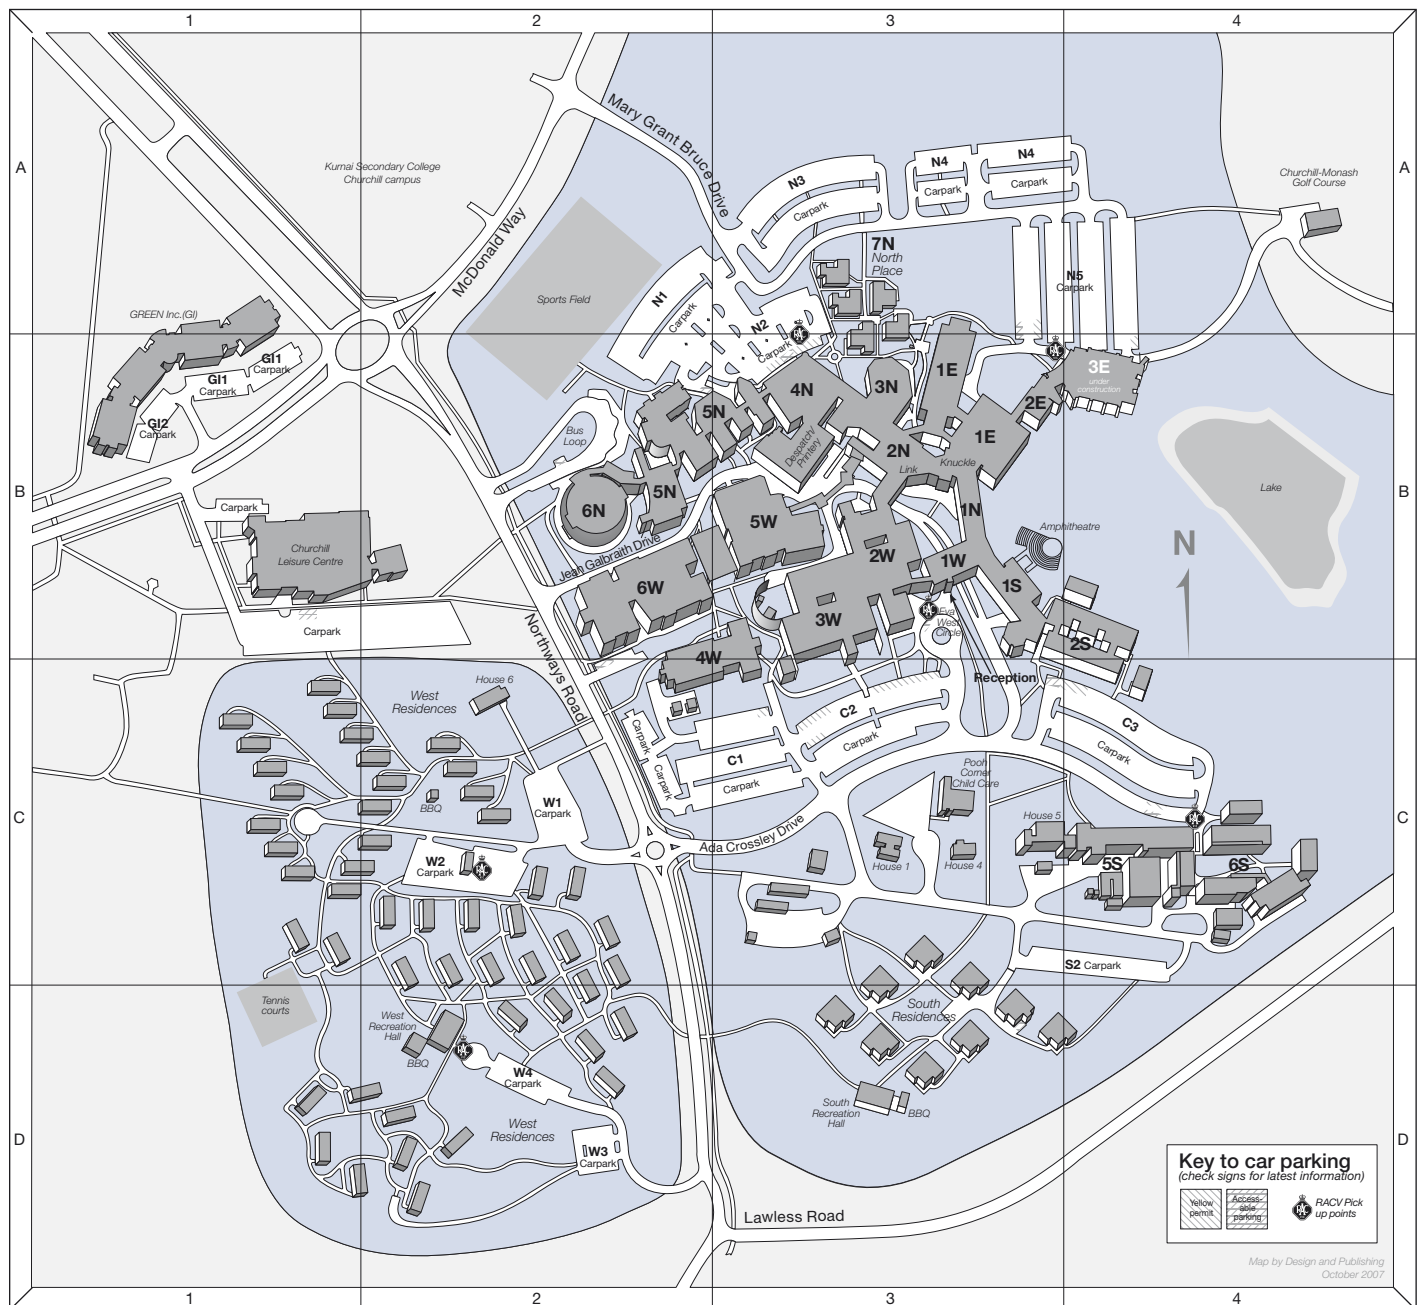 1
2
3
4
A
A
Mary Grant Bruce Drive
Kurnai Secondary College
Churchill campus
McDonald Way
N3
Carpark
N4
Carpark
N4
Carpark
Churchill-Monash
Golf Course
7N
North
Place
N5
Carpark
Sports Field
N1
Carpark
N2
Carpark
GREEN Inc.(GI)
GI1
Carpark
GI1
Carpark
GI2
Carpark
B
B
Bus
Loop
5N
4N
3N
1E
2E
3E
under
construction
Despatch/
Printery
2N
Link
Knuckle
1E
6N
5N
5W
1N
Lake
Amphitheatre
N
Carpark
Churchill
Leisure Centre
Carpark
Jean Galbraith Drive
6W
2W
1W
1S
3W
Eva
West
Circle
2S
4W
Reception
Northways Road
C
C
West
Residences
House 6
C2
Carpark
C3
Carpark
Carpark
Carpark
C1
Carpark
Pooh
Corner
Child Care
BBQ
W1
Carpark
Ada Crossley Drive
House 5
W2
Carpark
House 1
House 4
5S
6S
S2 Carpark
Tennis
courts
West
Recreation
Hall
BBQ
South
Residences
W4
Carpark
South
Recreation
Hall
BBQ
D
D
West
Residences
W3
Carpark
Lawless Road
Key to car parking
(check signs for latest information)
Yellow
permit
Access-
able
parking
RAC
RACV Pick
up points
Map by Design and Publishing
October 2007
1
2
3
4